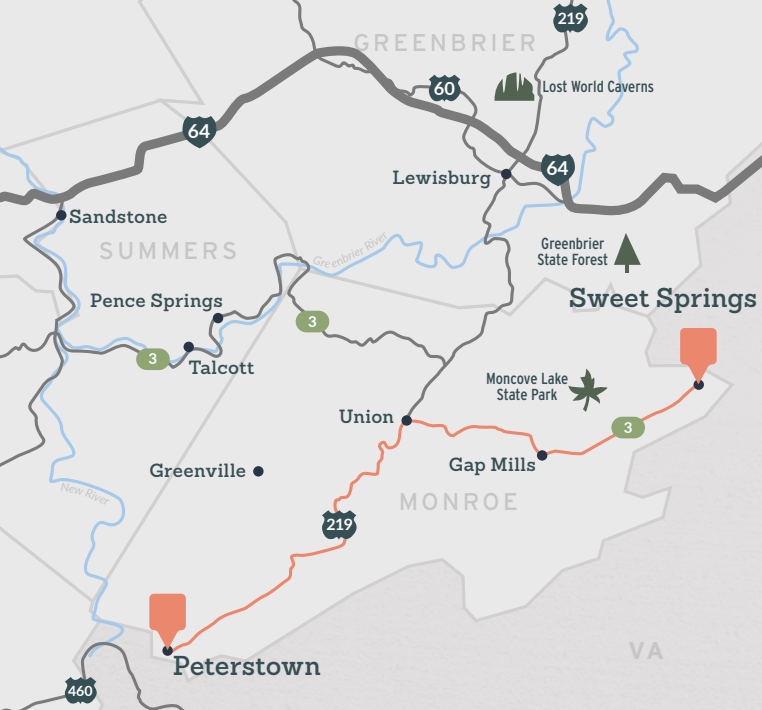 219
GREENBRIER
60
Lost World Caverns
64
64
Lewisburg
Sandstone
SUMMERS
Greenbrier River
Greenbrier
State Forest
Pence Springs
Sweet Springs
3
3
Talcott
Moncove Lake
State Park
Union
3
Gap Mills
Greenville
New River
MONROE
219
VA
Peterstown
460